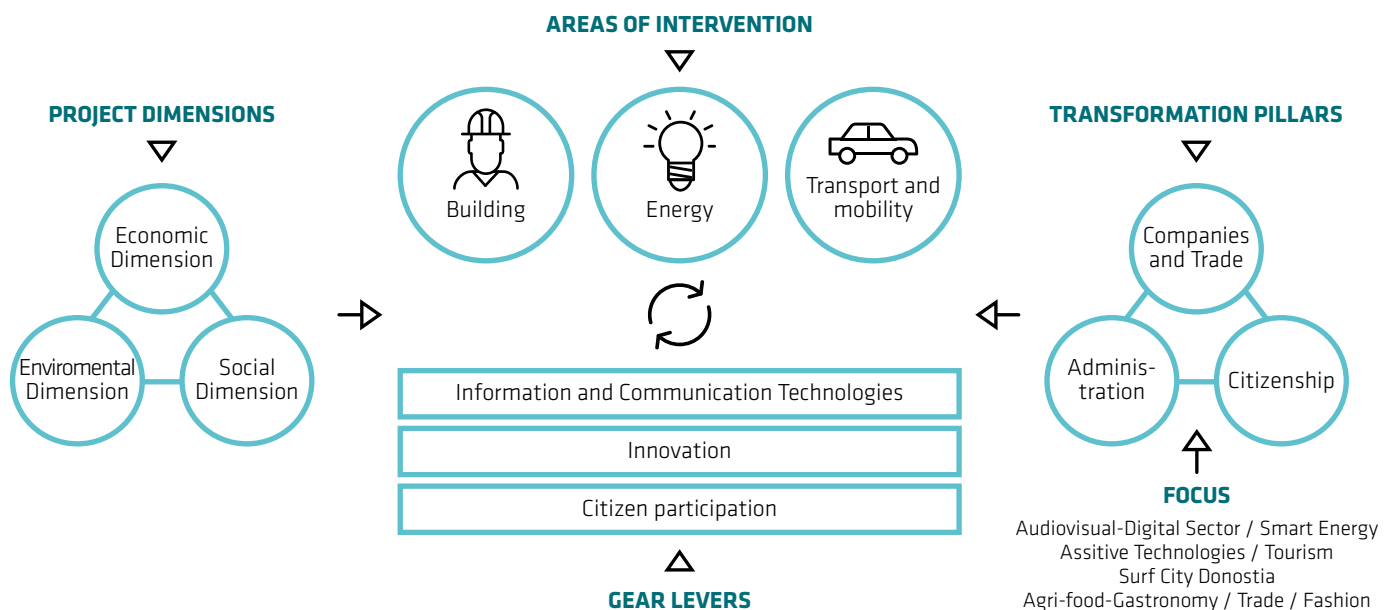 AREAS OF INTERVENTION
Building
Energy
Transport and
mobility
PROJECT DIMENSIONS
Economic
Dimension
Enviromental
Dimension
Social
Dimension
Information and Communication Technologies
Innovation
Citizen participation
GEAR LEVERS
TRANSFORMATION PILLARS
Companies
and Trade
Adminis-
tration
Citizenship
FOCUS
Audiovisual-Digital Sector / Smart Energy
Assitive Technologies / Tourism
Surf City Donostia
Agri-food-Gastronomy / Trade / Fashion